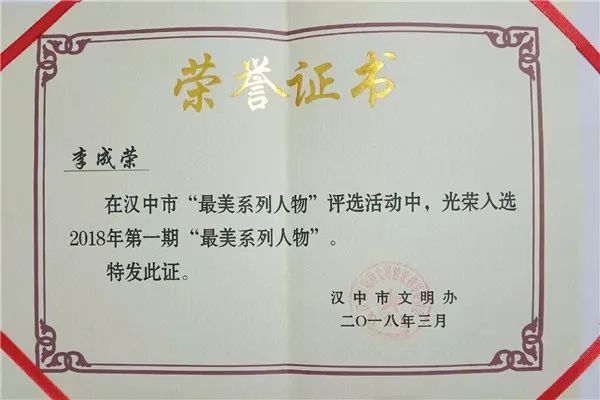 荣誉证书
李成荣
在汉中市“最美系列人物”评选活动中，光荣入选
2018年第一期“最美系列人物”。
特发此证。
汉中市文明办
二〇一八年三月